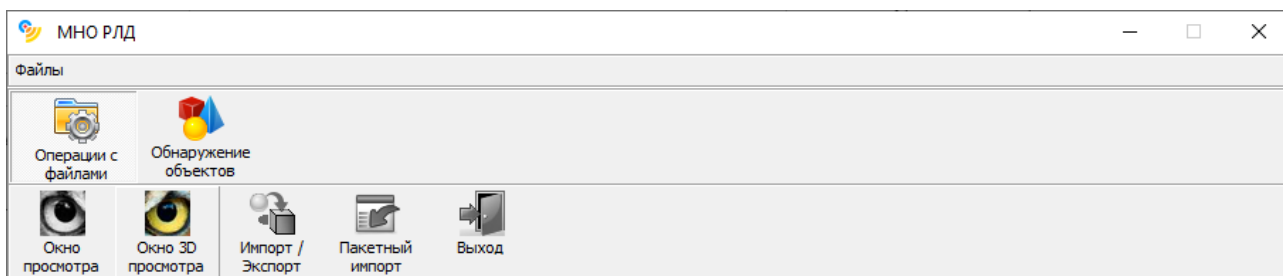 МНО РЛД
Файлы
Операции с
файлами
Обнаружение
объектов
Окно
просмотра
Окно 3D
просмотра
Импорт /
Экспорт
Пакетный
импорт
Выход